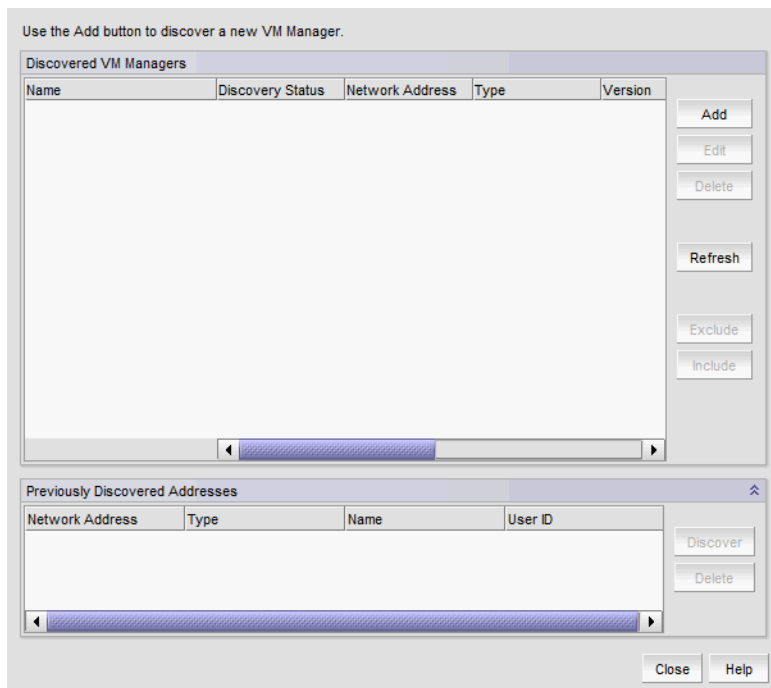 Use the Add button to discover a new VM Manager.
Discovered VM Managers
Name Discovery Status Network Address Type Version
Add
Edit
Delete
Refresh
Exclude
Include
Previously Discovered Addresses
Network Address Type Name User ID
Discover
Delete
Close Help